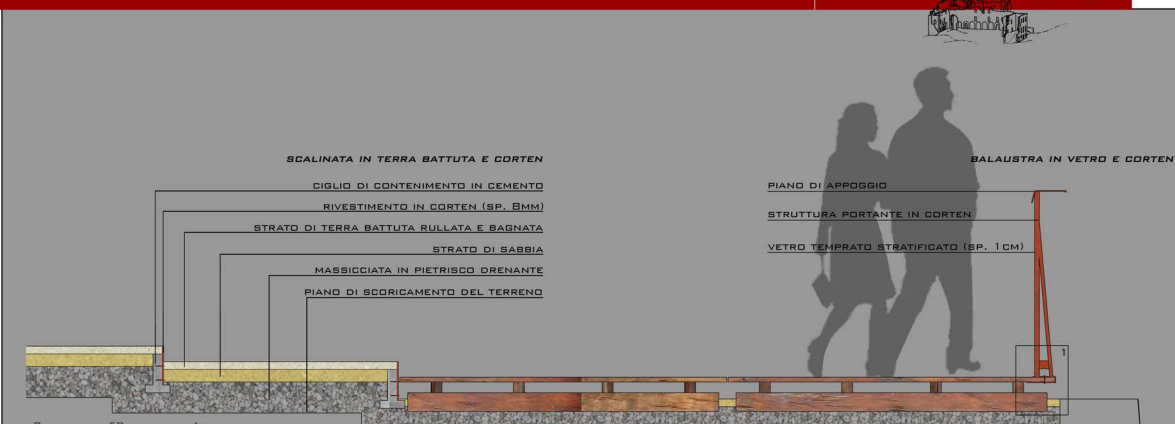 SCALINATA IN TERRA BATTUTA E CORTEN
CIGLIO DI CONTENIMENTO IN CEMENTO
RIVESTIMENTO IN CORTEN (SP. 8MM)
STRATO DI TERRA BATTUTA RULLATA E BAGNATA
STRATO DI SABBIA
MASSICCIATA IN PIETRISCO DRENANTE
PIANO DI SCORICAMENTO DEL TERRENO
BALAUSTRA IN VETRO E CORTEN
PIANO DI APPOGGIO
STRUTTURA PORTANTE IN CORTEN
VETRO TEMPRATO STRATIFICATO (SP. 1CM)
1